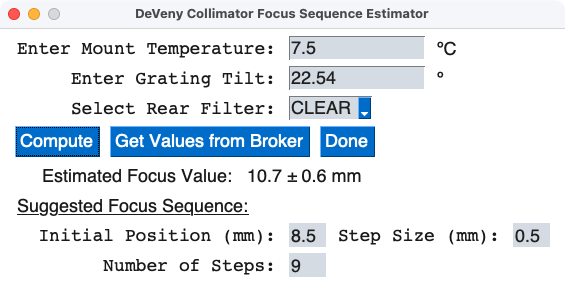 DeVeny Collimator Focus Sequence Estimator
Enter Mount Temperature: 7.5 ºC
Enter Grating Tilt: 22.54 º
Select Rear Filter: CLEAR
Compute Get Values from Broker Done
Estimated Focus Value: 10.7 ± 0.6 mm
Suggested Focus Sequence:
Initial Position (mm): 8.5 Step Size (mm): 0.5
Number of Steps: 9